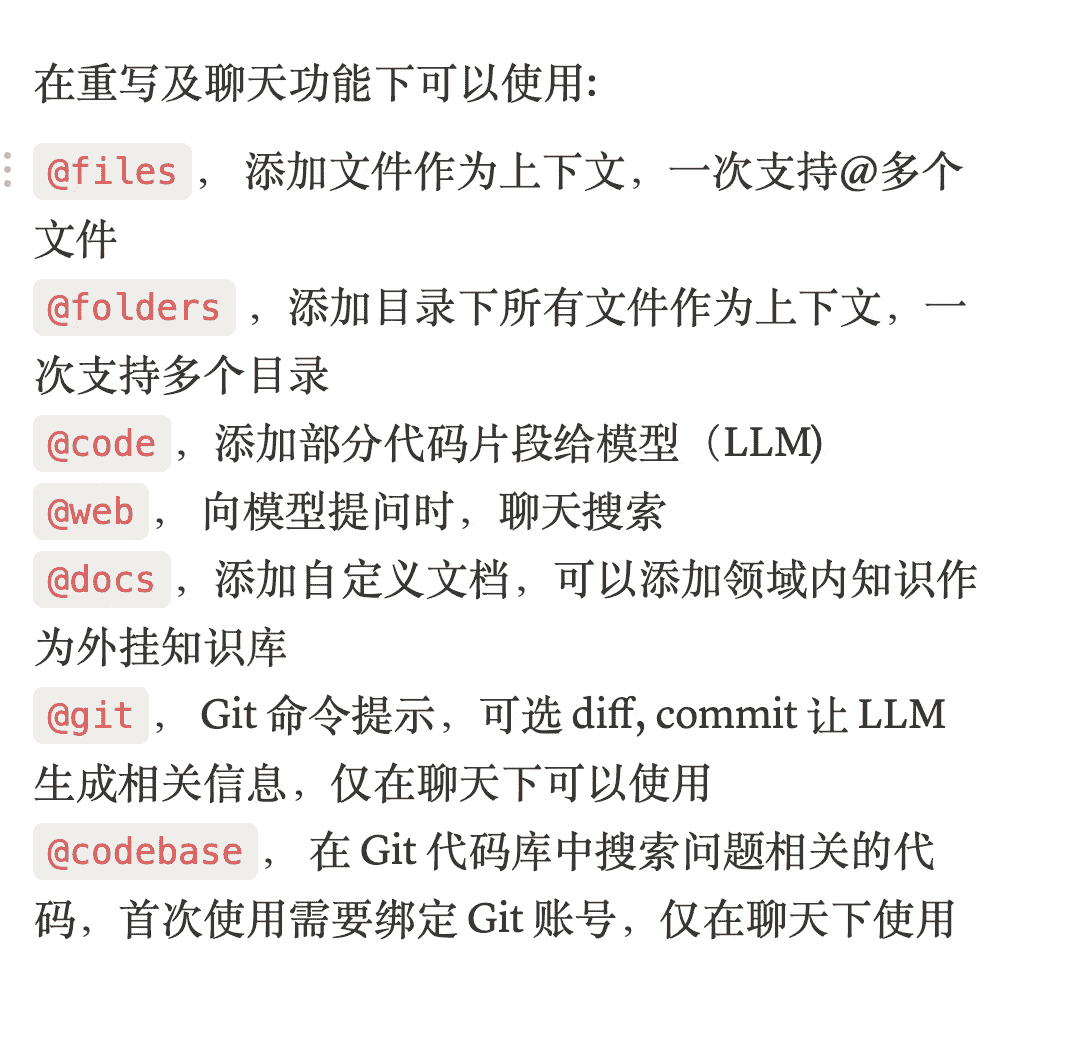 在重写及聊天功能下可以使用:
@files， 添加文件作为上下文，一次支持@多个
文件
@folders ，添加目录下所有文件作为上下文，一
次支持多个目录
@code，添加部分代码片段给模型（LLM)
@web， 向模型提问时，聊天搜索
@docs，添加自定义文档，可以添加领域内知识作
为外挂知识库
@git， Git 命令提示，可选 diff, commit 让 LLM
生成相关信息，仅在聊天下可以使用
@codebase， 在 Git 代码库中搜索问题相关的代
码，首次使用需要绑定 Git 账号，仅在聊天下使用